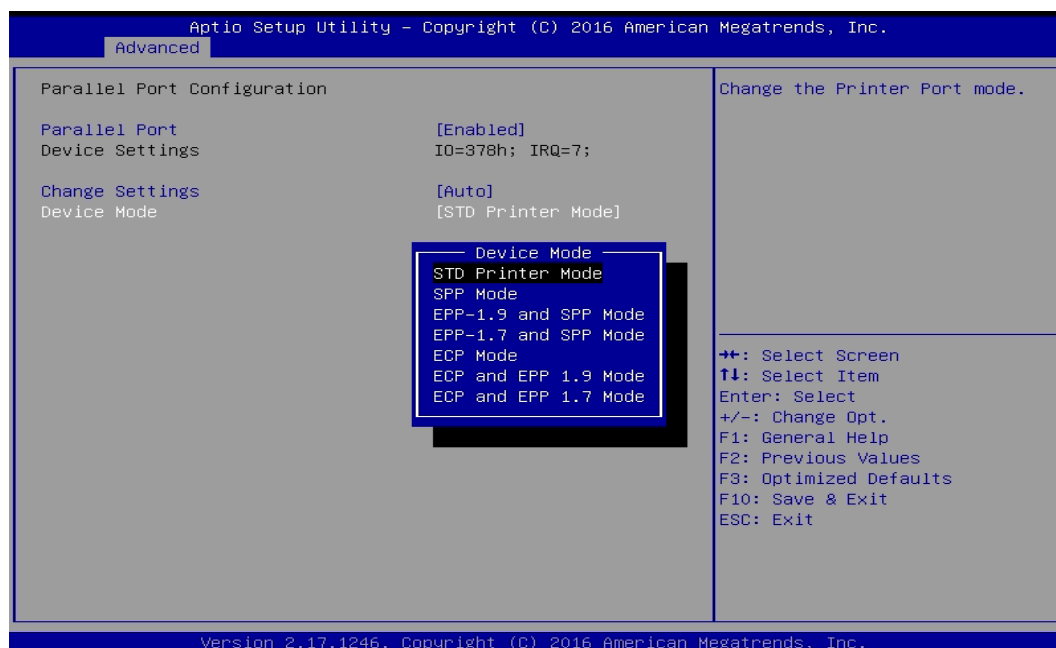 Aptio Setup Utility – Copyright (C) 2016 American Megatrends, Inc.
Advanced
Parallel Port Configuration
Parallel Port [Enabled]
Device Settings IO=378h; IRQ=7;
Change Settings [Auto]
Device Mode [STD Printer Mode]
Device Mode
STD Printer Mode
SPP Mode
EPP-1.9 and SPP Mode
EPP-1.7 and SPP Mode
ECP Mode
ECP and EPP 1.9 Mode
ECP and EPP 1.7 Mode
Change the Printer Port mode.
→←: Select Screen
↑↓: Select Item
Enter: Select
+/-: Change Opt.
F1: General Help
F2: Previous Values
F3: Optimized Defaults
F10: Save & Exit
ESC: Exit
Version 2.17.1246. Copyright (C) 2016 American Megatrends, Inc.